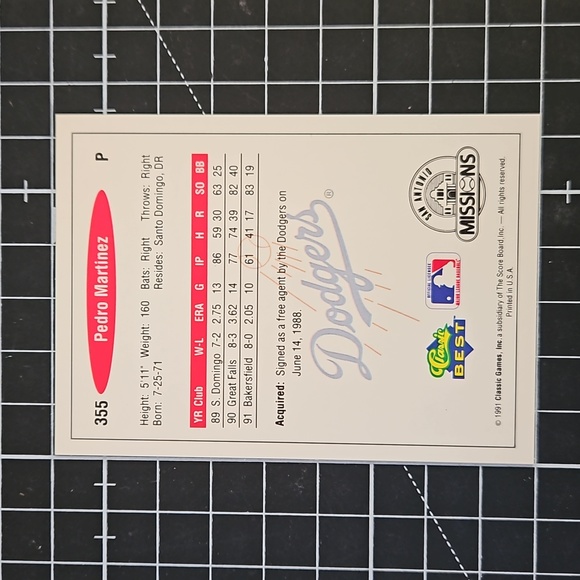 355 Pedro Martinez P
Height: 5'11" Weight: 160 Bats: Right Throws: Right
Born: 7-25-71 Resides: Santo Domingo, DR
YR Club W-L ERA G IP H R SO BB
89 S. Domingo 7-2 2.75 13 86 59 30 63 25
90 Great Falls 8-3 3.62 14 77 74 39 82 40
91 Bakersfield 8-0 2.05 10 61 41 17 83 19
Acquired: Signed as a free agent by the Dodgers on
June 14, 1988.
Dodgers ®
Classic
BEST
OFFICIAL LICENSEE
MAJOR LEAGUE BASEBALL
SAN ANTONIO
MISSIONS
© 1991 Classic Games, Inc. a subsidiary of The Score Board, Inc. — All rights reserved.
Printed in U.S.A.